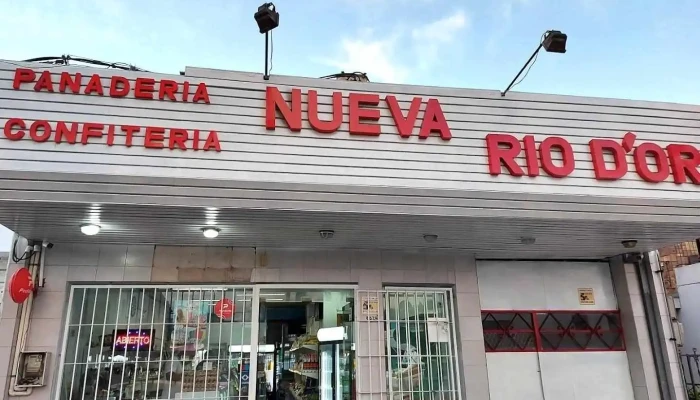 PANADERIA
CONFITERIA
NUEVA
RIO D'OR
ABIERTO